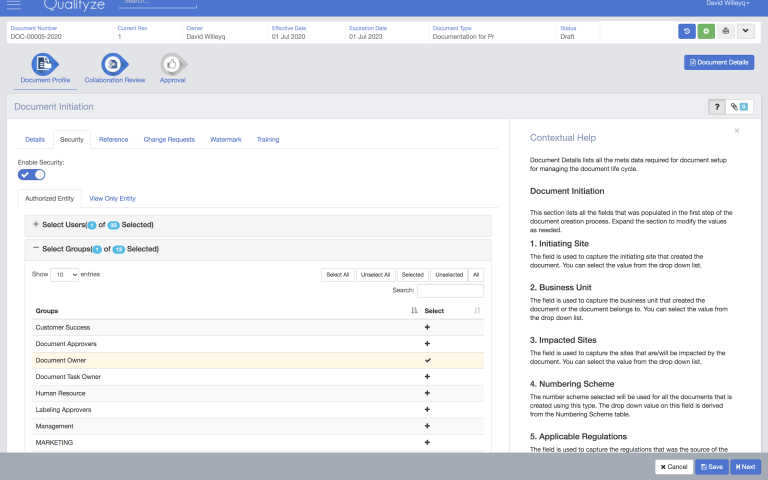 Qualityze
Search...
David Willeyq
Document Number
DOC-00005-2020
Current Rev
1
Owner
David Willeyq
Effective Date
01 Jul 2020
Expiration Date
01 Jul 2023
Document Type
Documentation for Pr
Status
Draft
Document Profile
Collaboration Review
Approval
Document Details
Document Initiation
?
0
Details
Security
Reference
Change Requests
Watermark
Training
Enable Security:
Authorized Entity
View Only Entity
+ Select Users(1 of 33 Selected)
− Select Groups(1 of 13 Selected)
Show 10 entries
Select All
Unselect All
Selected
Unselected
All
Search:
Groups
Select
Customer Success
Document Approvers
Document Owner
Document Task Owner
Human Resource
Labeling Approvers
Management
MARKETING
Contextual Help
×
Document Details lists all the meta data required for document setup
for managing the document life cycle.
Document Initiation
This section lists all the fields that was populated in the first step of the
document creation process. Expand the section to modify the values
as needed.
1. Initiating Site
The field is used to capture the initiating site that created the
document. You can select the value from the drop down list.
2. Business Unit
The field is used to capture the business unit that created the
document or the document belongs to. You can select the value from
the drop down list.
3. Impacted Sites
The field is used to capture the sites that are/will be impacted by the
document. You can select the value from the drop down list.
4. Numbering Scheme
The number scheme selected will be used for all the documents that is
created using this type. The drop down value on this field is derived
from the Numbering Scheme table.
5. Applicable Regulations
The field is used to capture the regulations that was the source of the
Cancel
Save
Next